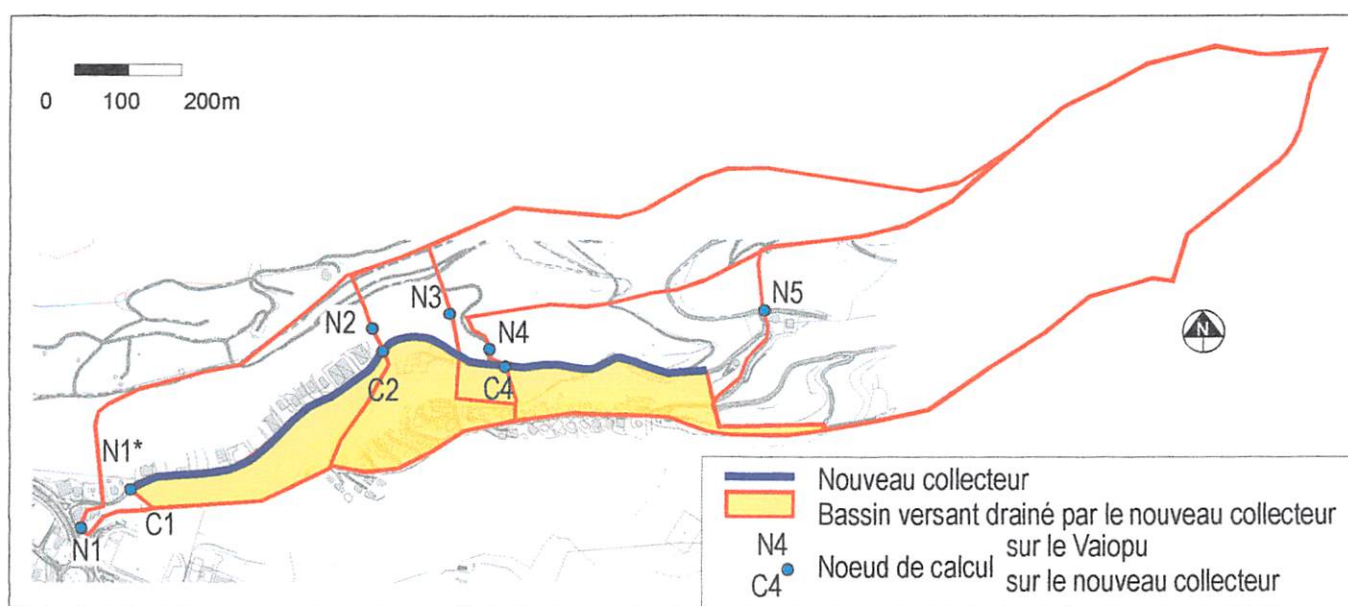 0 100 200m
N5
N3
N2
N4
N
C2
C4
N1*
C1
N1
Nouveau collecteur
Bassin versant drainé par le nouveau collecteur
N4 sur le Vaiopu
Noeud de calcul
C4 sur le nouveau collecteur